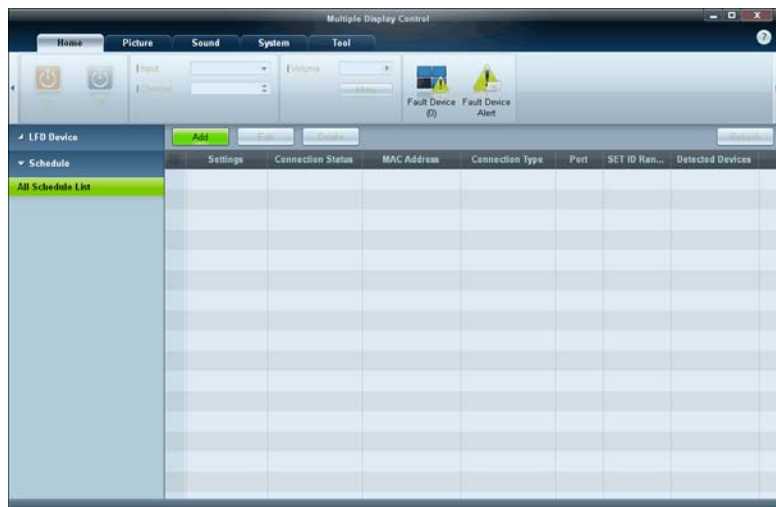 Multiple Display Control
Home Picture Sound System Tool
?
Input
Channel
Volume
Mute
On Off
Fault Device (0)
Fault Device Alert
LFD Device
Schedule
All Schedule List
Add Edit Delete Refresh
Settings Connection Status MAC Address Connection Type Port SET ID Ran... Detected Devices